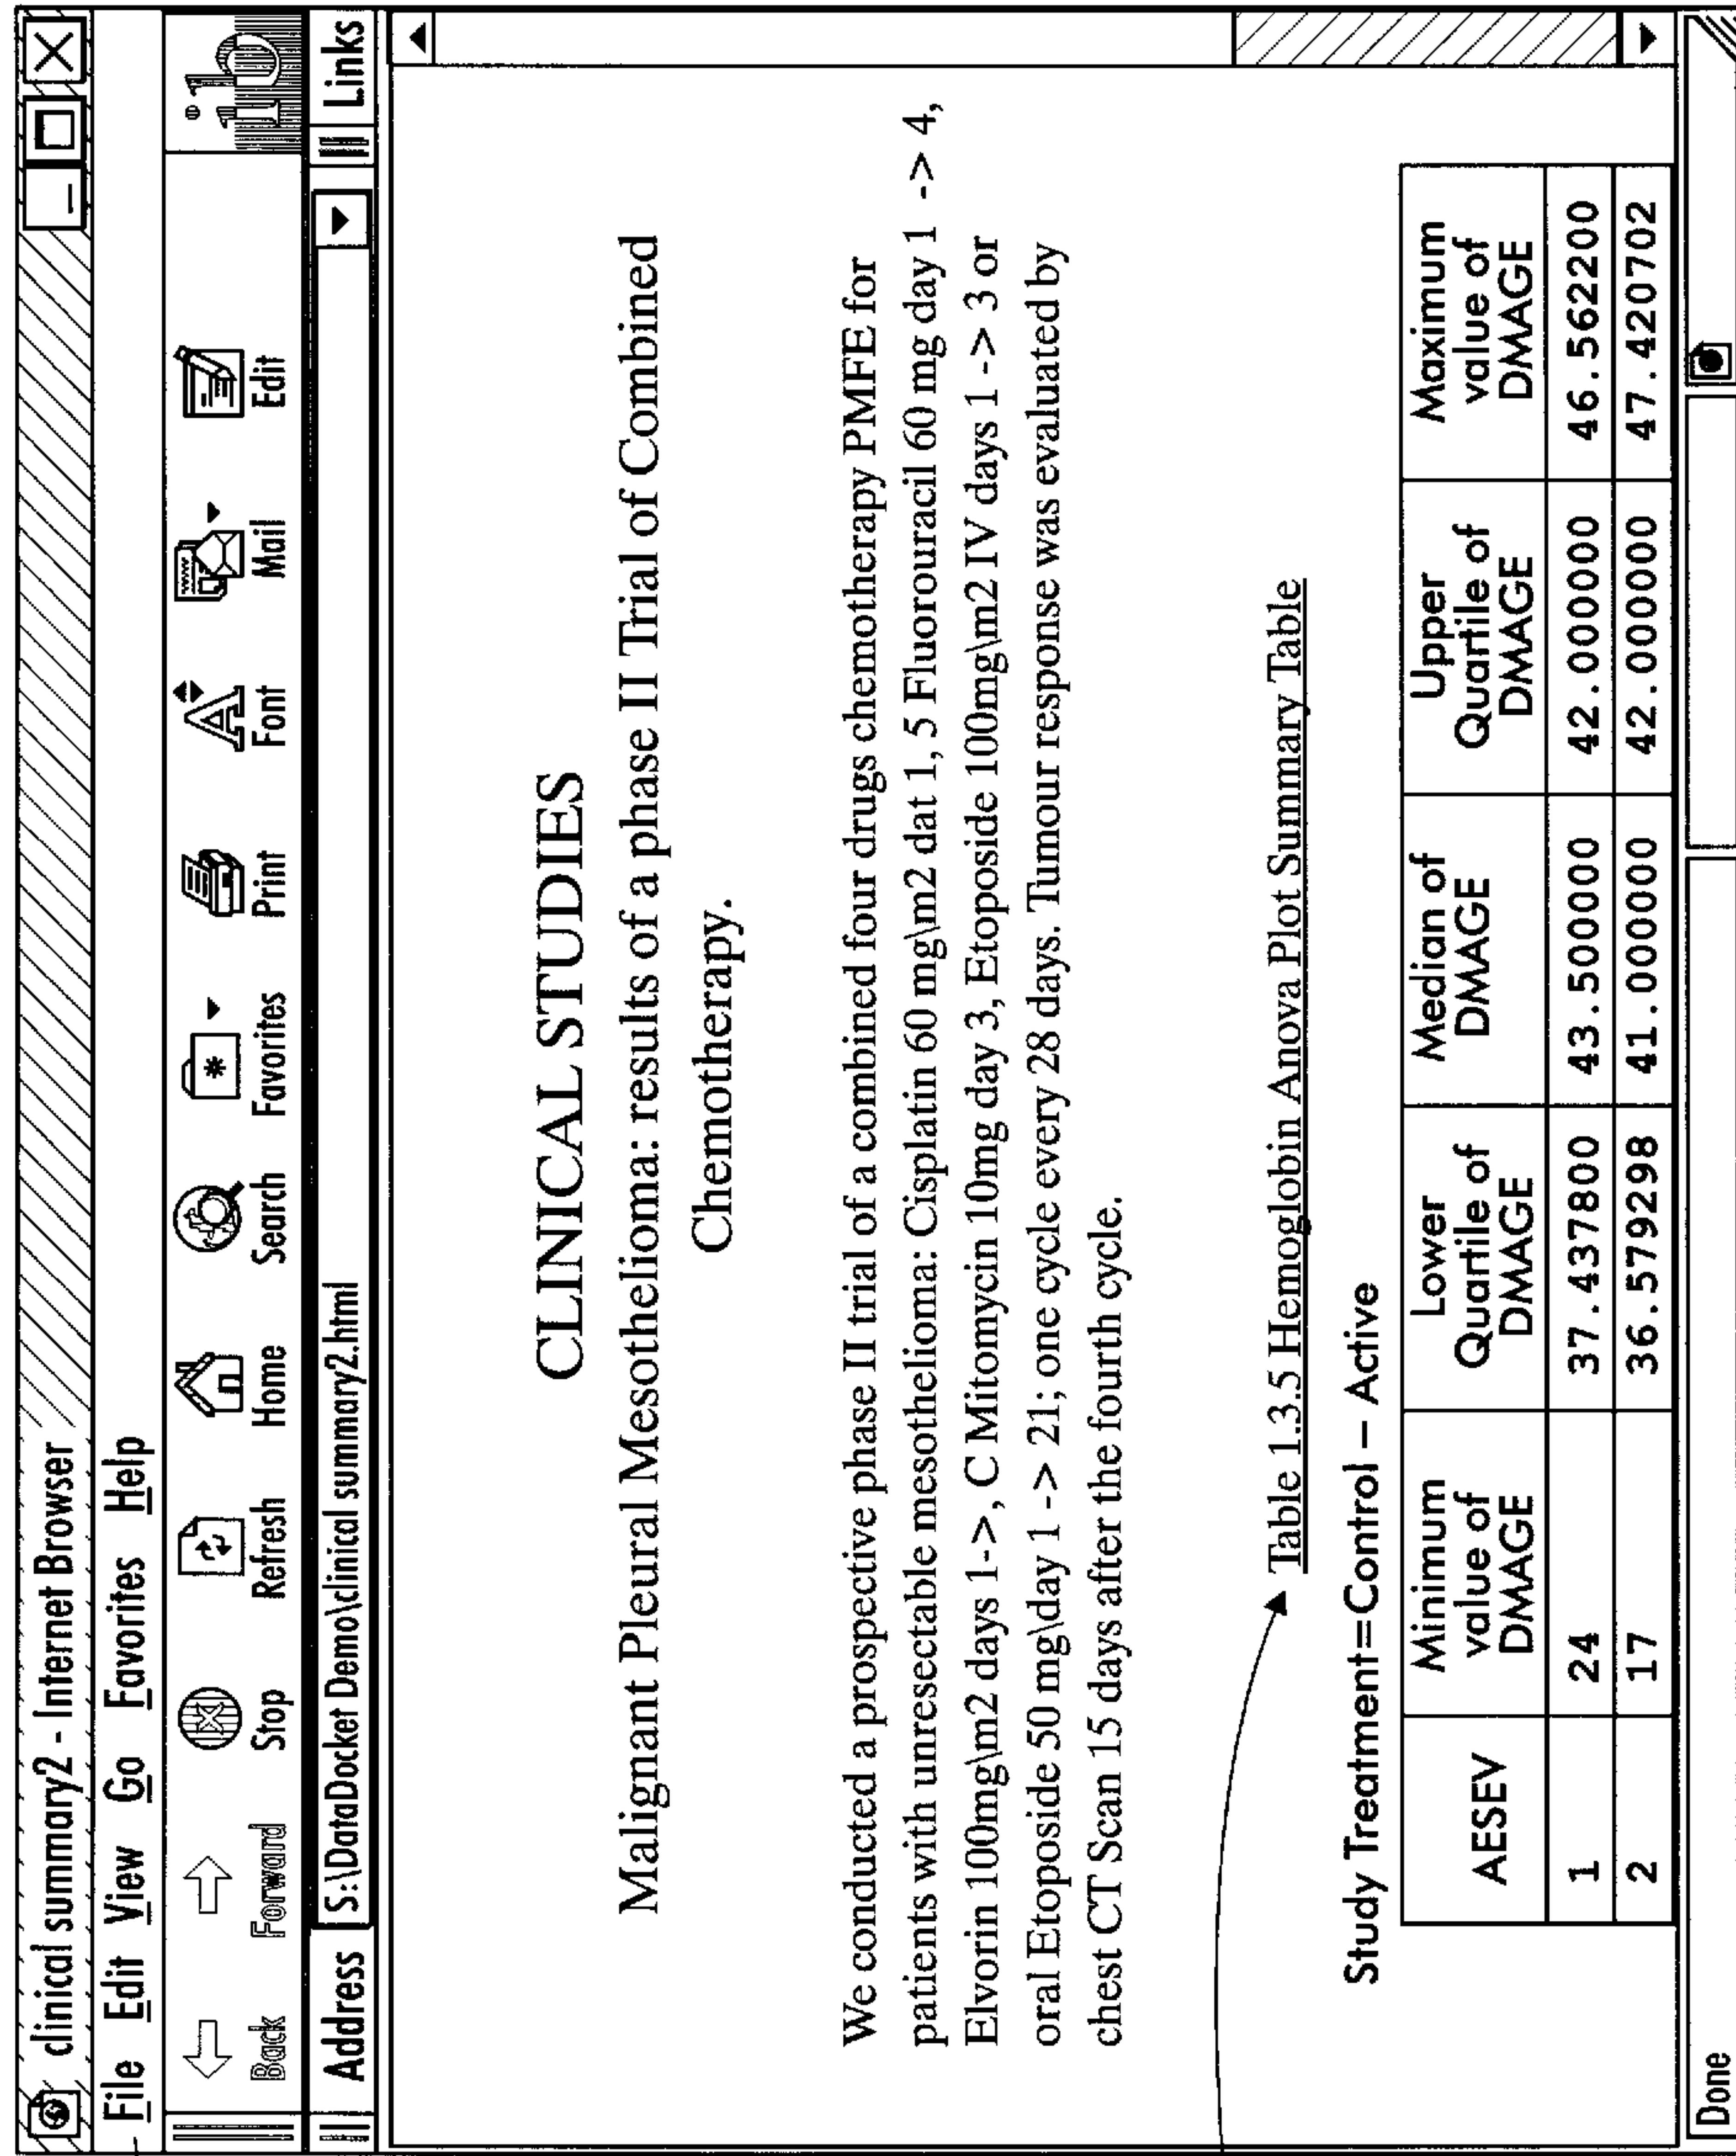 clinical summary2 - Internet Browser
File Edit View Go Favorites Help
Back Forward Stop Refresh Home Search Favorites Print Font Mail Edit
Address S:\DataDocket Demo\clinical summary2.html Links
CLINICAL STUDIES
Malignant Pleural Mesothelioma: results of a phase II Trial of Combined
Chemotherapy.
We conducted a prospective phase II trial of a combined four drugs chemotherapy PMFE for
patients with unresectable mesothelioma: Cisplatin 60 mg\m2 dat 1, 5 Fluorouracil 60 mg day 1 -> 4,
Elvorin 100mg\m2 days 1->, C Mitomycin 10mg day 3, Etoposide 100mg\m2 IV days 1 -> 3 or
oral Etoposide 50 mg\day 1 -> 21; one cycle every 28 days. Tumour response was evaluated by
chest CT Scan 15 days after the fourth cycle.
Table 1.3.5 Hemoglobin Anova Plot Summary Table
Study Treatment=Control – Active
AESEV Minimum value of DMAGE Lower Quartile of DMAGE Median of DMAGE Upper Quartile of DMAGE Maximum value of DMAGE
1 24 37.437800 43.500000 42.000000 46.562200
2 17 36.579298 41.000000 42.000000 47.420702
Done